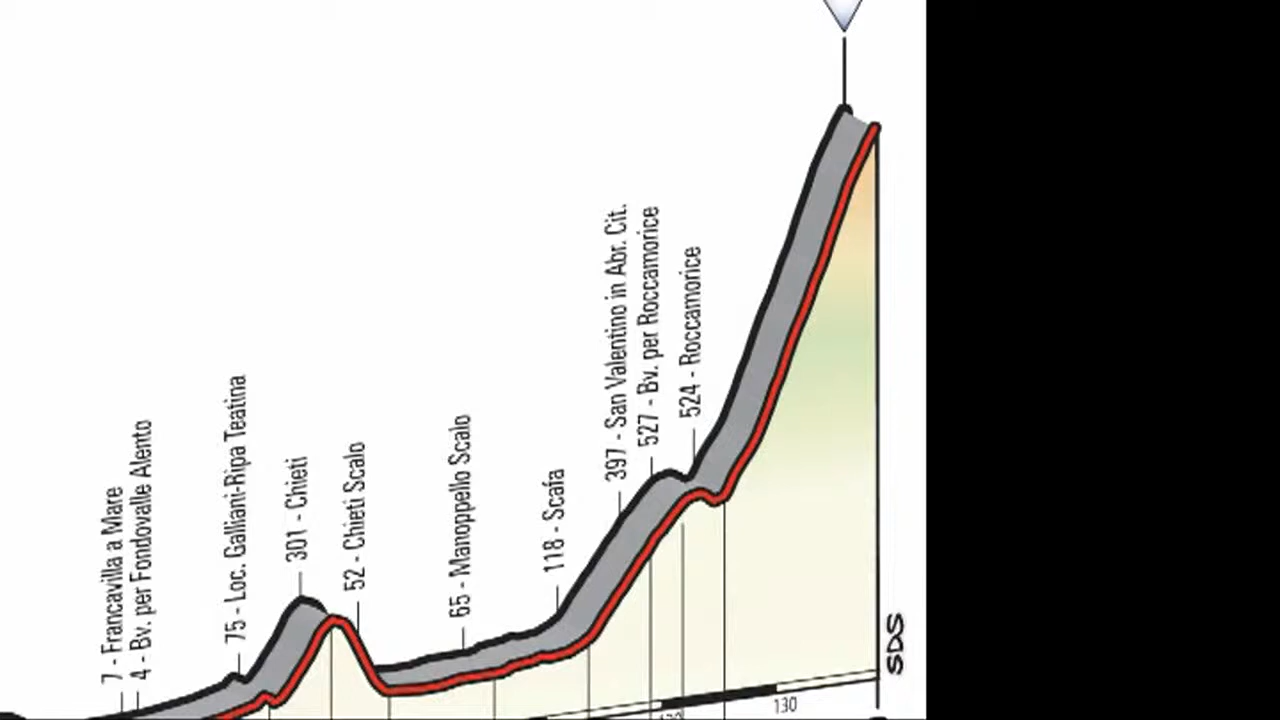 7 - Francavilla a Mare
4 - Bv. per Fondovalle Alento
75 - Loc. Galliani-Ripa Teatina
301 - Chieti
52 - Chieti Scalo
65 - Manoppello Scalo
118 - Scafa
397 - San Valentino in Abr. Cit.
527 - Bv. per Roccamorice
524 - Roccamorice
SDS
130